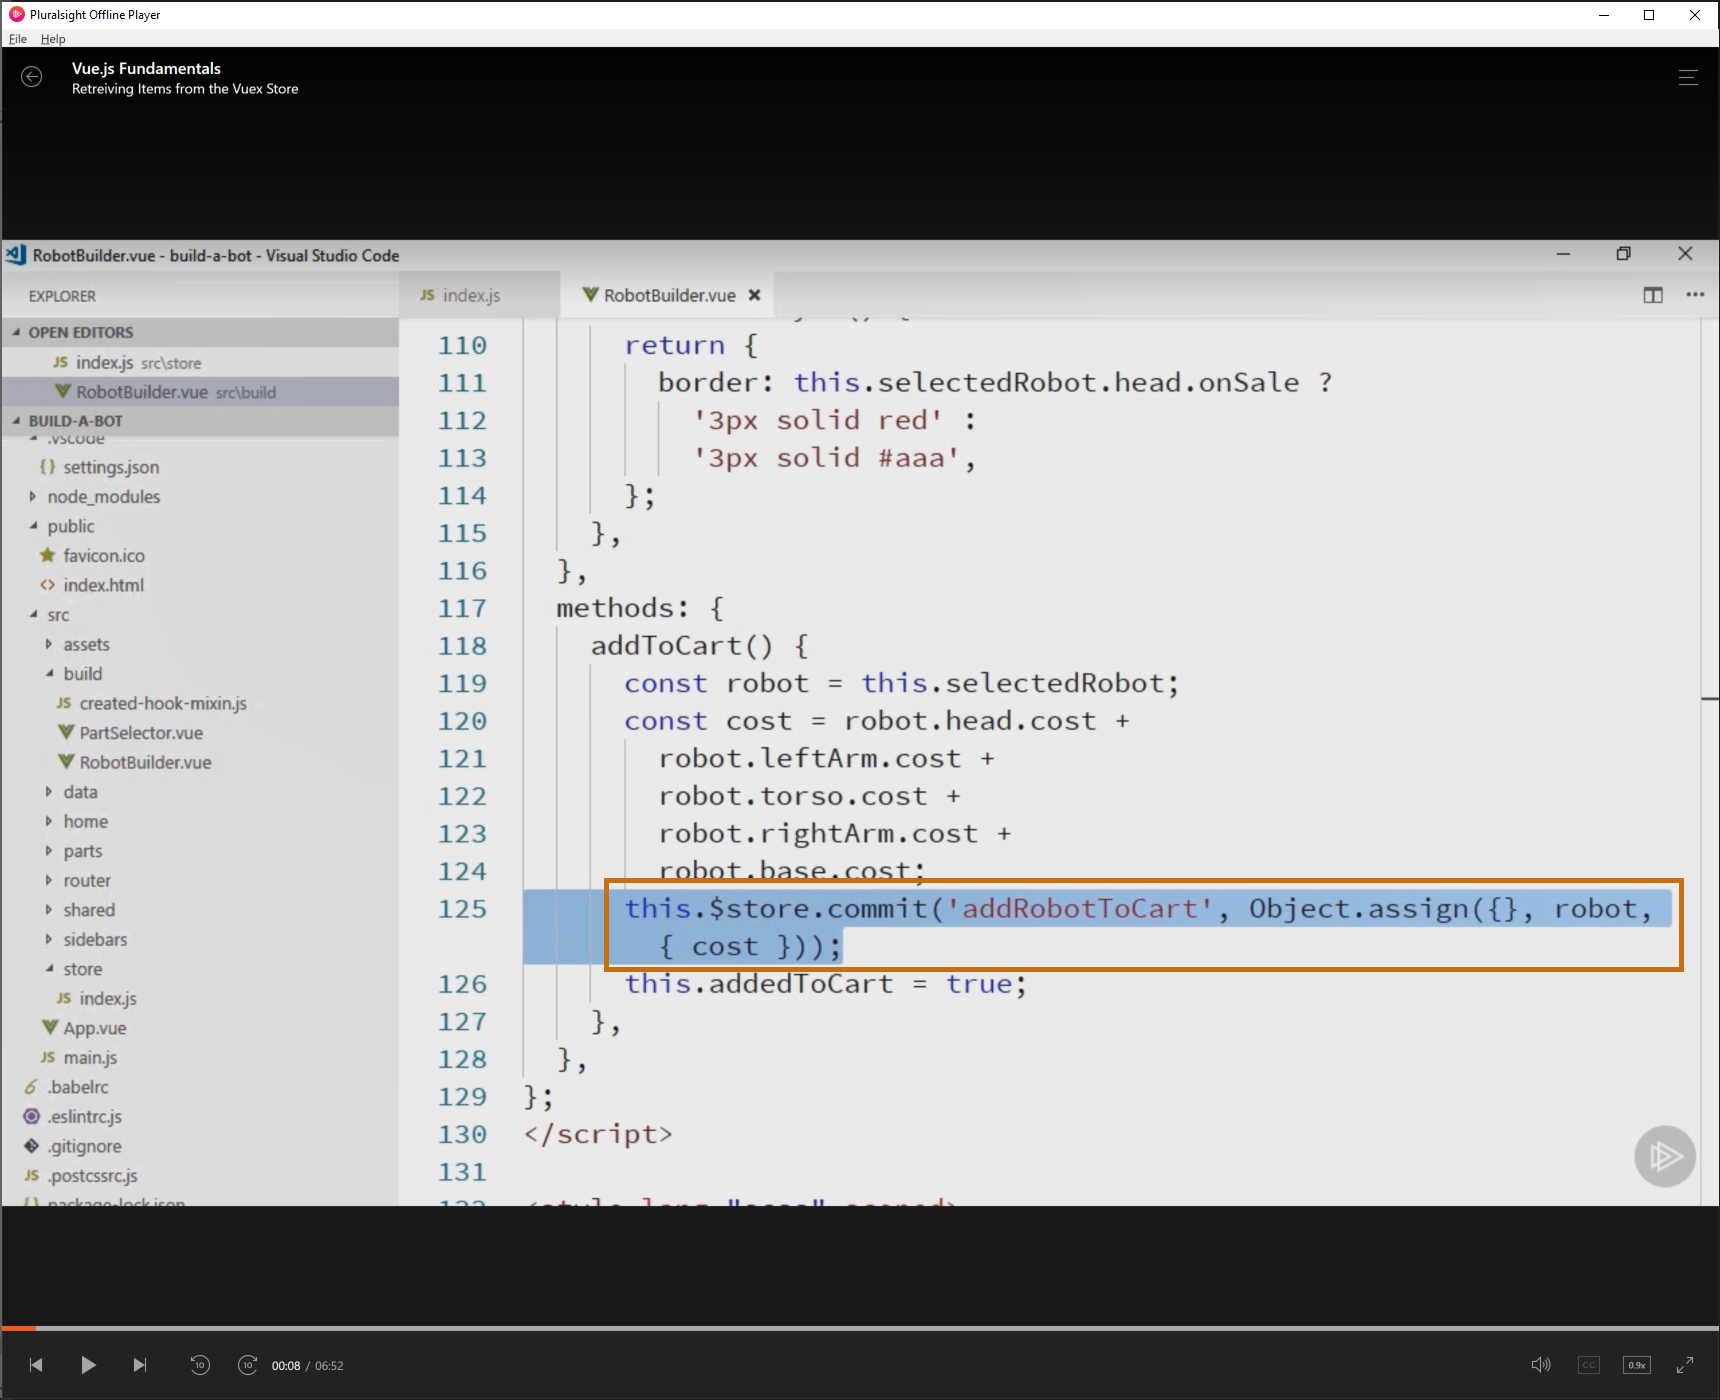 Pluralsight Offline Player
File Help
Vue.js Fundamentals
Retreiving Items from the Vuex Store
RobotBuilder.vue - build-a-bot - Visual Studio Code
EXPLORER
JS index.js
RobotBuilder.vue
OPEN EDITORS
JS index.js src\store
RobotBuilder.vue src\build
BUILD-A-BOT
.vscode
{} settings.json
node_modules
public
favicon.ico
<> index.html
src
assets
build
JS created-hook-mixin.js
PartSelector.vue
RobotBuilder.vue
data
home
parts
router
shared
sidebars
store
JS index.js
App.vue
JS main.js
6 .babelrc
.eslintrc.js
.gitignore
JS .postcssrc.js
{} package-lock.json
110 return {
111 border: this.selectedRobot.head.onSale ?
112 '3px solid red' :
113 '3px solid #aaa',
114 };
115 },
116 },
117 methods: {
118 addToCart() {
119 const robot = this.selectedRobot;
120 const cost = robot.head.cost +
121 robot.leftArm.cost +
122 robot.torso.cost +
123 robot.rightArm.cost +
124 robot.base.cost;
125 this.$store.commit('addRobotToCart', Object.assign({}, robot,
{ cost }));
126 this.addedToCart = true;
127 },
128 },
129 };
130 </script>
131
10
10
00:08 / 06:52
CC
0.9x